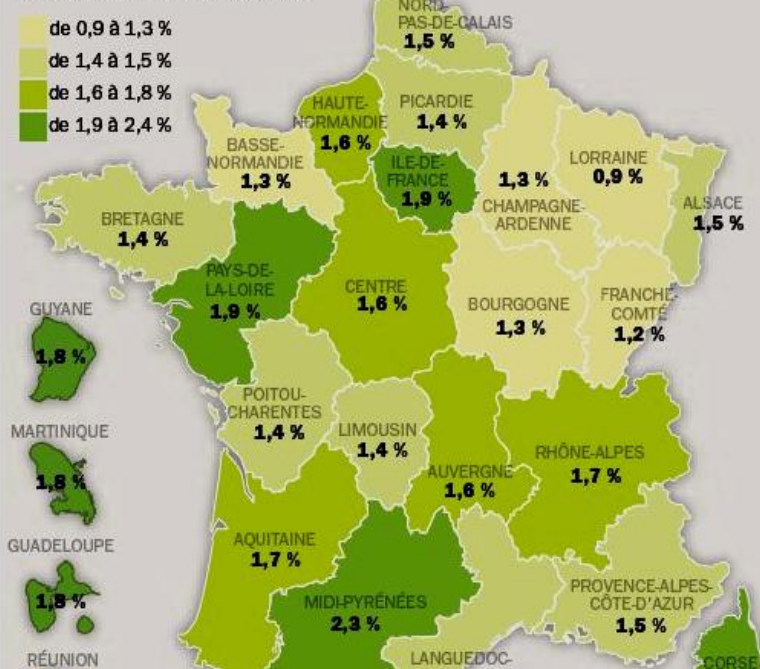 de 0,9 à 1,3 %
de 1,4 à 1,5 %
de 1,6 à 1,8 %
de 1,9 à 2,4 %
NORD-
PAS-DE-CALAIS
1,5 %
HAUTE-
NORMANDIE
1,6 %
PICARDIE
1,4 %
BASSE-
NORMANDIE
1,3 %
ILE-DE-
FRANCE
1,9 %
1,3 %
CHAMPAGNE-
ARDENNE
LORRAINE
0,9 %
ALSACE
1,5 %
BRETAGNE
1,4 %
PAYS-DE-
LA-LOIRE
1,9 %
CENTRE
1,6 %
BOURGOGNE
1,3 %
FRANCHE-
COMTÉ
1,2 %
GUYANE
1,8 %
POITOU-
CHARENTES
1,4 %
LIMOUSIN
1,4 %
AUVERGNE
1,6 %
RHÔNE-ALPES
1,7 %
MARTINIQUE
1,8 %
AQUITAINE
1,7 %
GUADELOUPE
1,8 %
MIDI-PYRÉNÉES
2,3 %
PROVENCE-ALPES-
CÔTE-D'AZUR
1,5 %
RÉUNION
LANGUEDOC-
CORSE